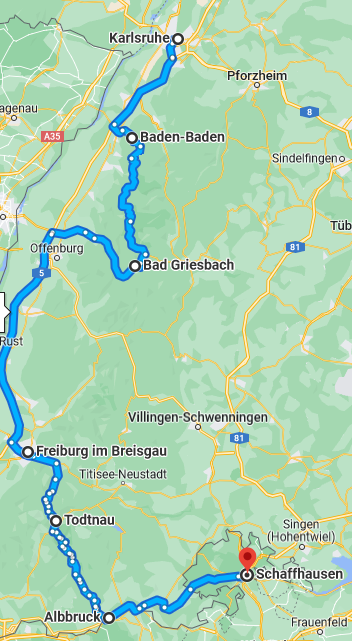 Karlsruhe
Pforzheim
agenau
A35
8
Baden-Baden
Sindelfingen
Tüb
81
Offenburg
5
Bad Griesbach
Rust
Villingen-Schwenningen
81
Freiburg im Breisgau
Titisee-Neustadt
Todtnau
Singen
(Hohentwiel)
Schaffhausen
Albbruck
Frauenfeld